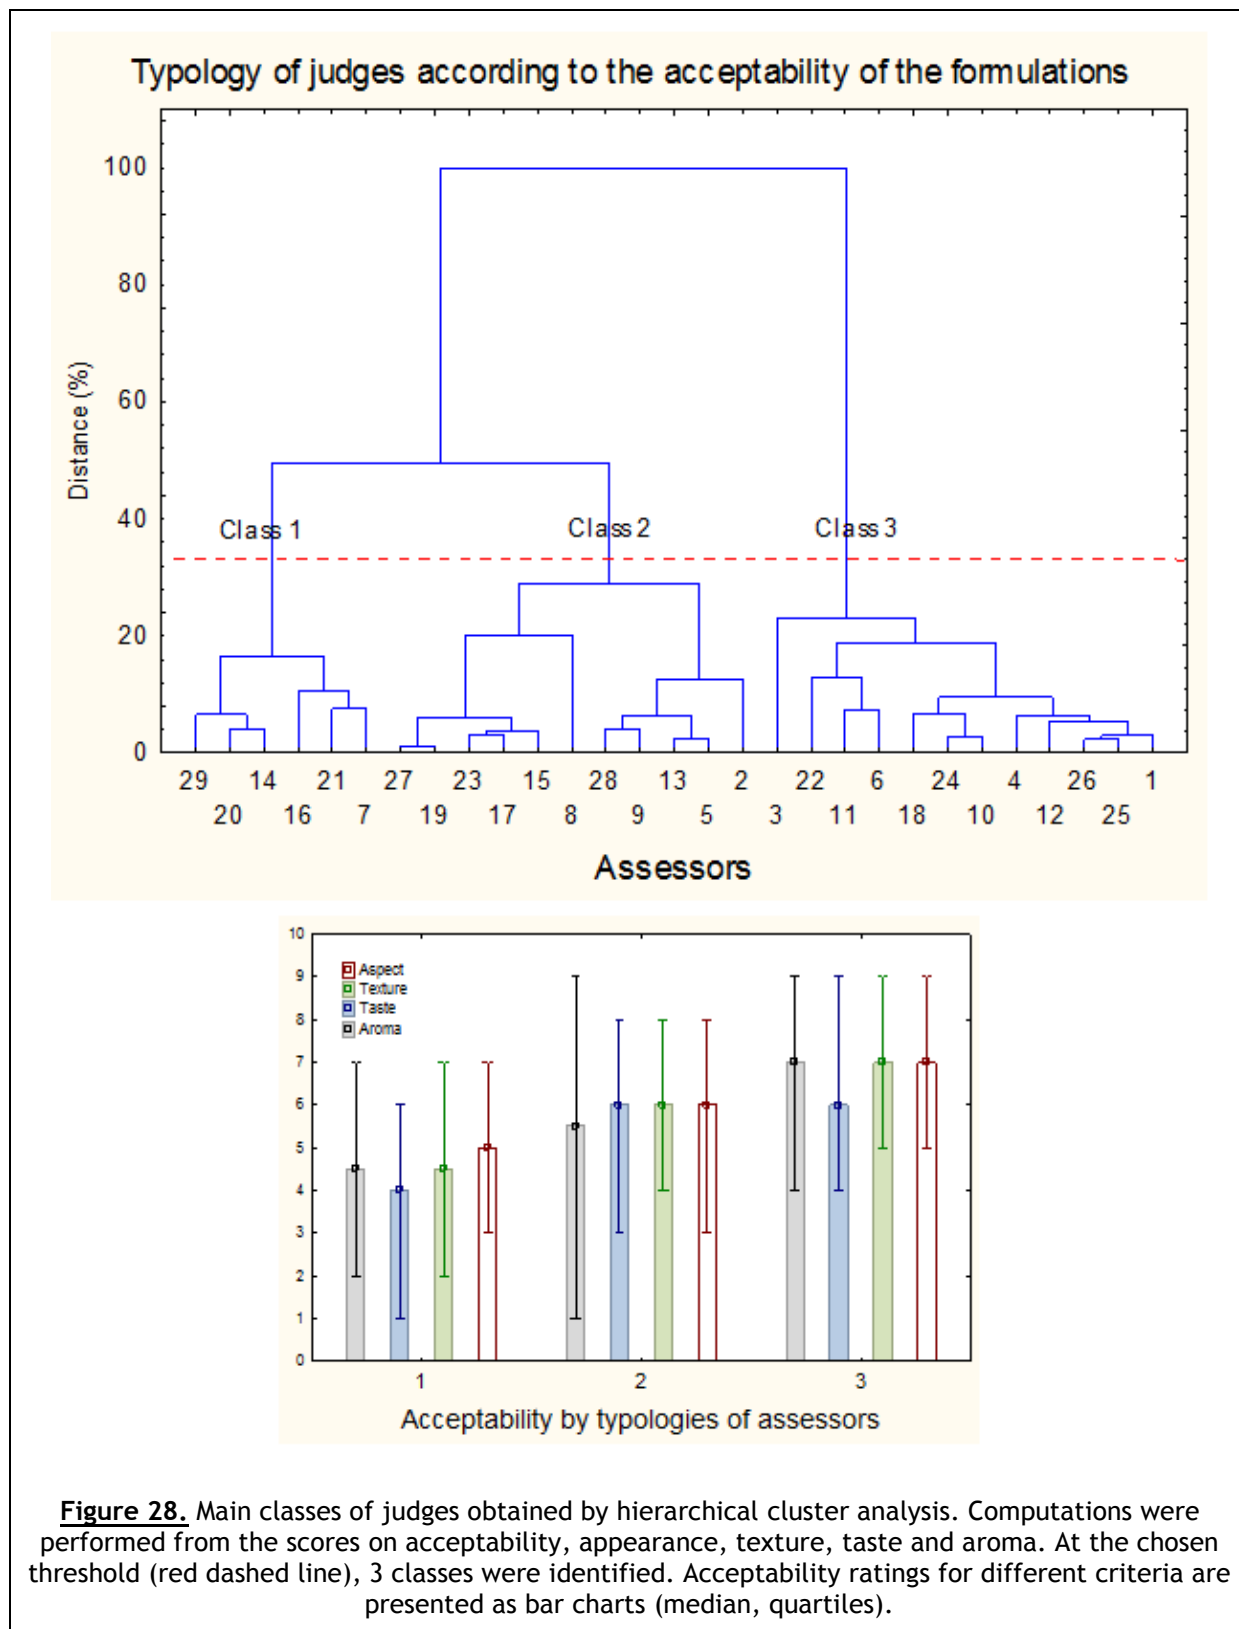 Typology of judges according to the acceptability of the formulations
100
80
60
40
20
0
Distance (%)
Class 1
Class 2
Class 3
29 14 21 27 23 15 28 13 2 22 6 24 4 26 1
20 16 7 19 17 8 9 5 3 11 18 10 12 25
Assessors
10
9
8
7
6
5
4
3
2
1
0
Aspect
Texture
Taste
Aroma
1 2 3
Acceptability by typologies of assessors
Figure 28. Main classes of judges obtained by hierarchical cluster analysis. Computations were
performed from the scores on acceptability, appearance, texture, taste and aroma. At the chosen
threshold (red dashed line), 3 classes were identified. Acceptability ratings for different criteria are
presented as bar charts (median, quartiles).